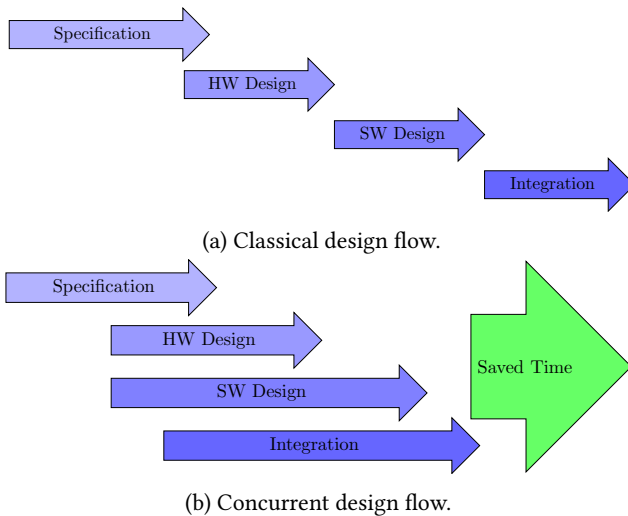 Specification
HW Design
SW Design
Integration
(a) Classical design flow.
Specification
HW Design
Saved Time
SW Design
Integration
(b) Concurrent design flow.